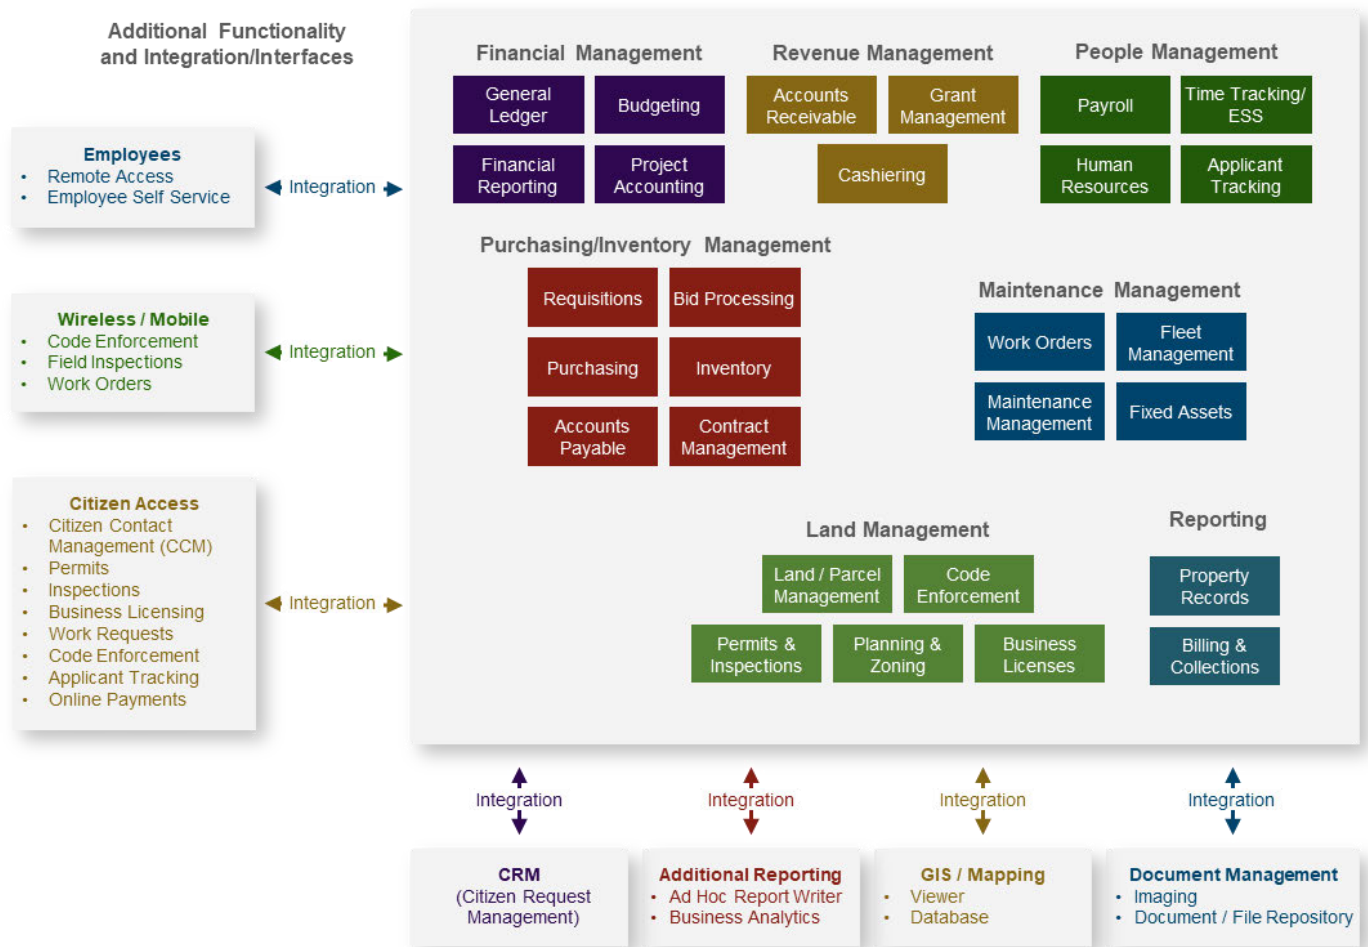 Additional Functionality
and Integration/Interfaces
Employees
• Remote Access
• Employee Self Service
Integration
Wireless / Mobile
• Code Enforcement
• Field Inspections
• Work Orders
Integration
Citizen Access
• Citizen Contact
Management (CCM)
• Permits
• Inspections
• Business Licensing
• Work Requests
• Code Enforcement
• Applicant Tracking
• Online Payments
Integration
Financial Management
General
Ledger
Budgeting
Financial
Reporting
Project
Accounting
Revenue Management
Accounts
Receivable
Grant
Management
Cashiering
People Management
Payroll
Time Tracking/
ESS
Human
Resources
Applicant
Tracking
Purchasing/Inventory Management
Requisitions
Bid Processing
Purchasing
Inventory
Accounts
Payable
Contract
Management
Maintenance Management
Work Orders
Fleet
Management
Maintenance
Management
Fixed Assets
Land Management
Land / Parcel
Management
Code
Enforcement
Permits &
Inspections
Planning &
Zoning
Business
Licenses
Reporting
Property
Records
Billing &
Collections
Integration
Integration
Integration
Integration
CRM
(Citizen Request
Management)
Additional Reporting
• Ad Hoc Report Writer
• Business Analytics
GIS / Mapping
• Viewer
• Database
Document Management
• Imaging
• Document / File Repository